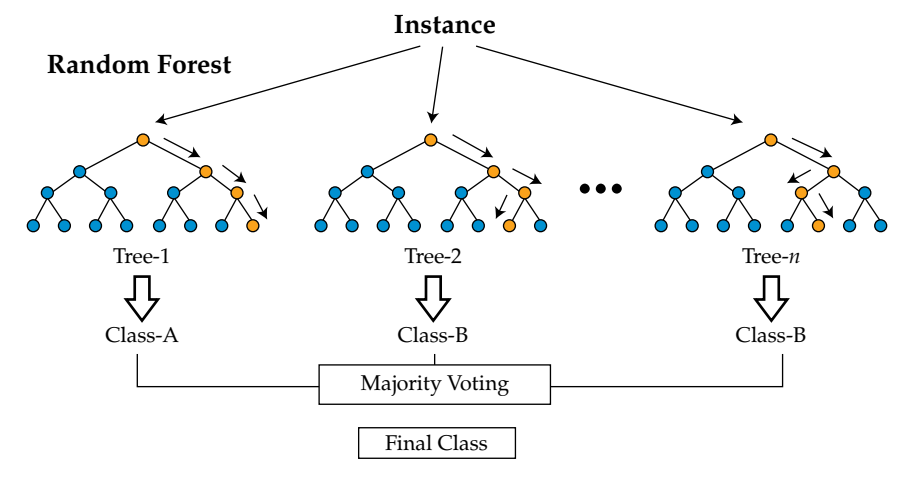 Instance
Random Forest
Tree-1
Tree-2
Tree-n
Class-A
Class-B
Class-B
Majority Voting
Final Class